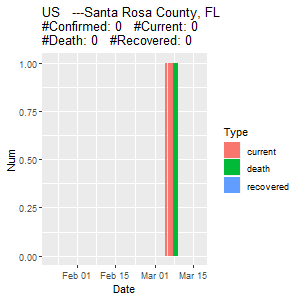 US   ---Santa Rosa County, FL
#Confirmed: 0   #Current: 0
#Death: 0   #Recovered: 0
Num
1.00
0.75
0.50
0.25
0.00
Feb 01
Feb 15
Mar 01
Mar 15
Date
Type
current
death
recovered